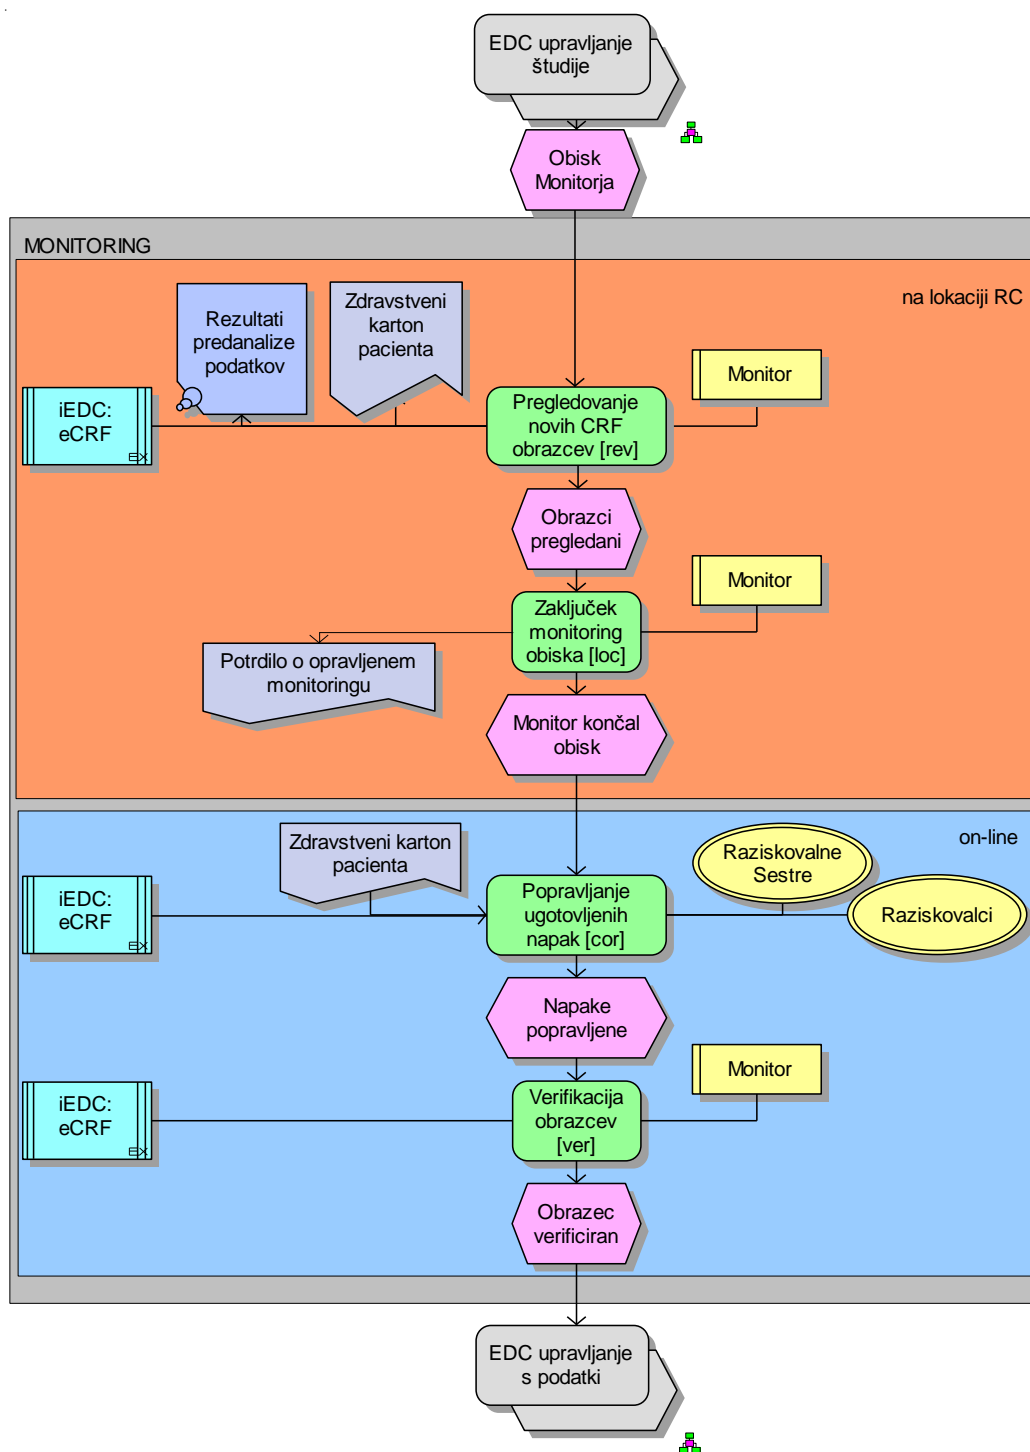 EDC upravljanje
študije
Obisk
Monitorja
MONITORING
na lokaciji RC
Rezultati
predanalize
podatkov
Zdravstveni
karton
pacienta
Monitor
iEDC:
eCRF
Pregledovanje
novih CRF
obrazcev [rev]
Obrazci
pregledani
Monitor
Zaključek
monitoring
obiska [loc]
Potrdilo o opravljenem
monitoringu
Monitor končal
obisk
on-line
Zdravstveni karton
pacienta
Raziskovalne
Sestre
iEDC:
eCRF
Popravljanje
ugotovljenih
napak [cor]
Raziskovalci
Napake
popravljene
Monitor
iEDC:
eCRF
Verifikacija
obrazcev
[ver]
Obrazec
verificiran
EDC upravljanje
s podatki